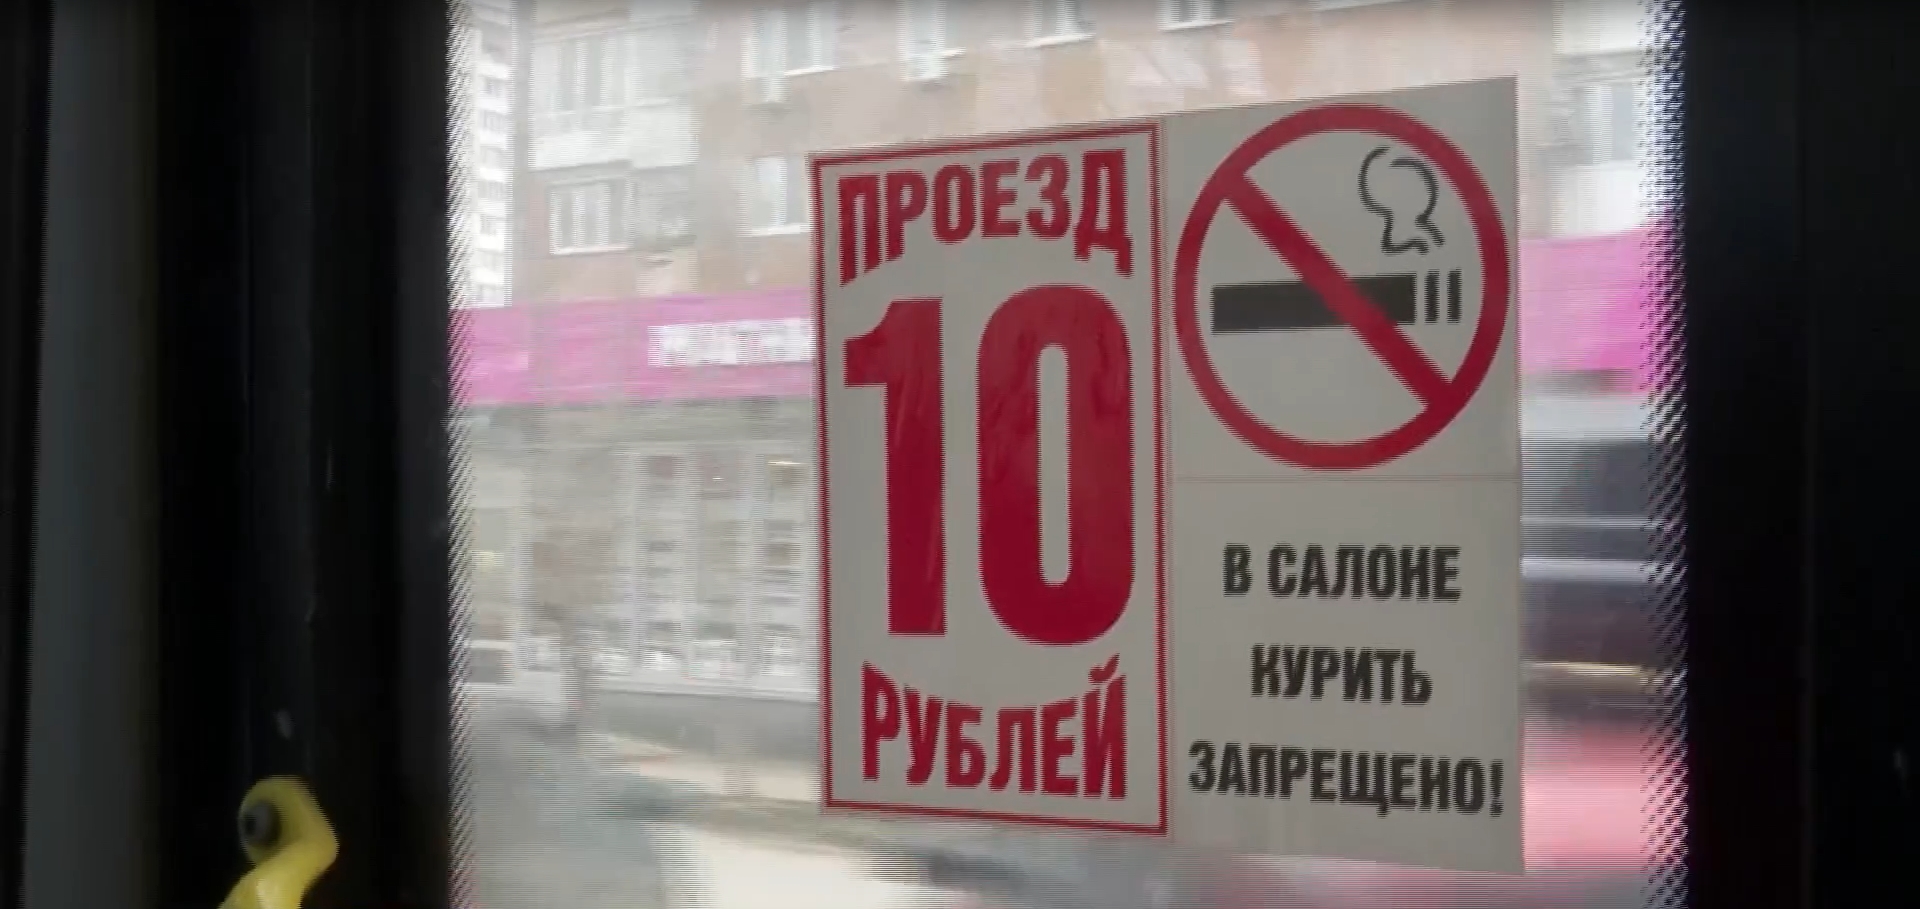 ПРОЕЗД
10
РУБЛЕЙ
В САЛОНЕ
КУРИТЬ
ЗАПРЕЩЕНО!